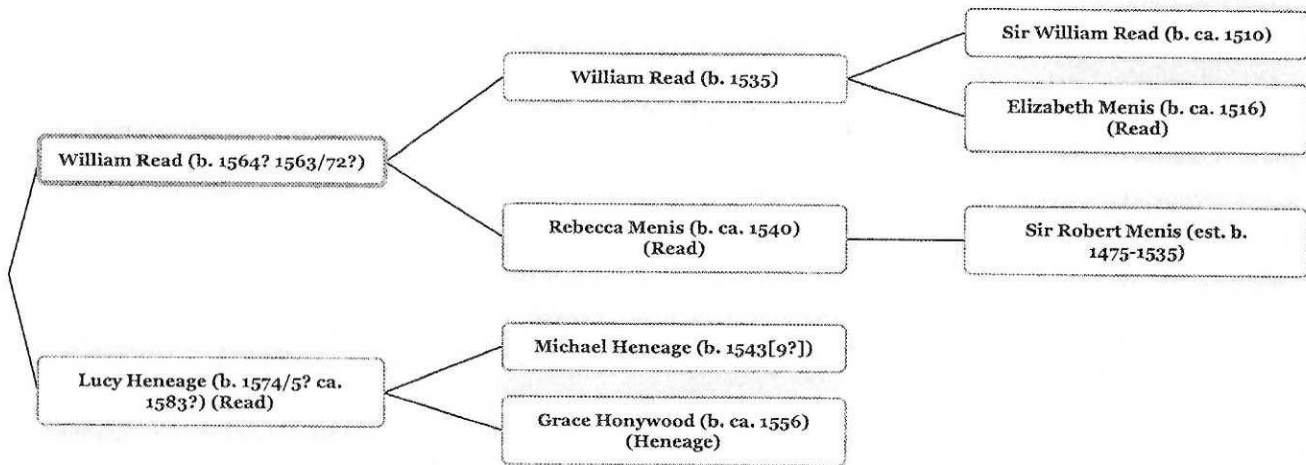 Sir William Read (b. ca. 1510)
William Read (b. 1535)
Elizabeth Menis (b. ca. 1516)
(Read)
William Read (b. 1564? 1563/72?)
Rebecca Menis (b. ca. 1540)
(Read)
Sir Robert Menis (est. b.
1475-1535)
Michael Heneage (b. 1543[9?])
Lucy Heneage (b. 1574/5? ca.
1583?) (Read)
Grace Honywood (b. ca. 1556)
(Heneage)